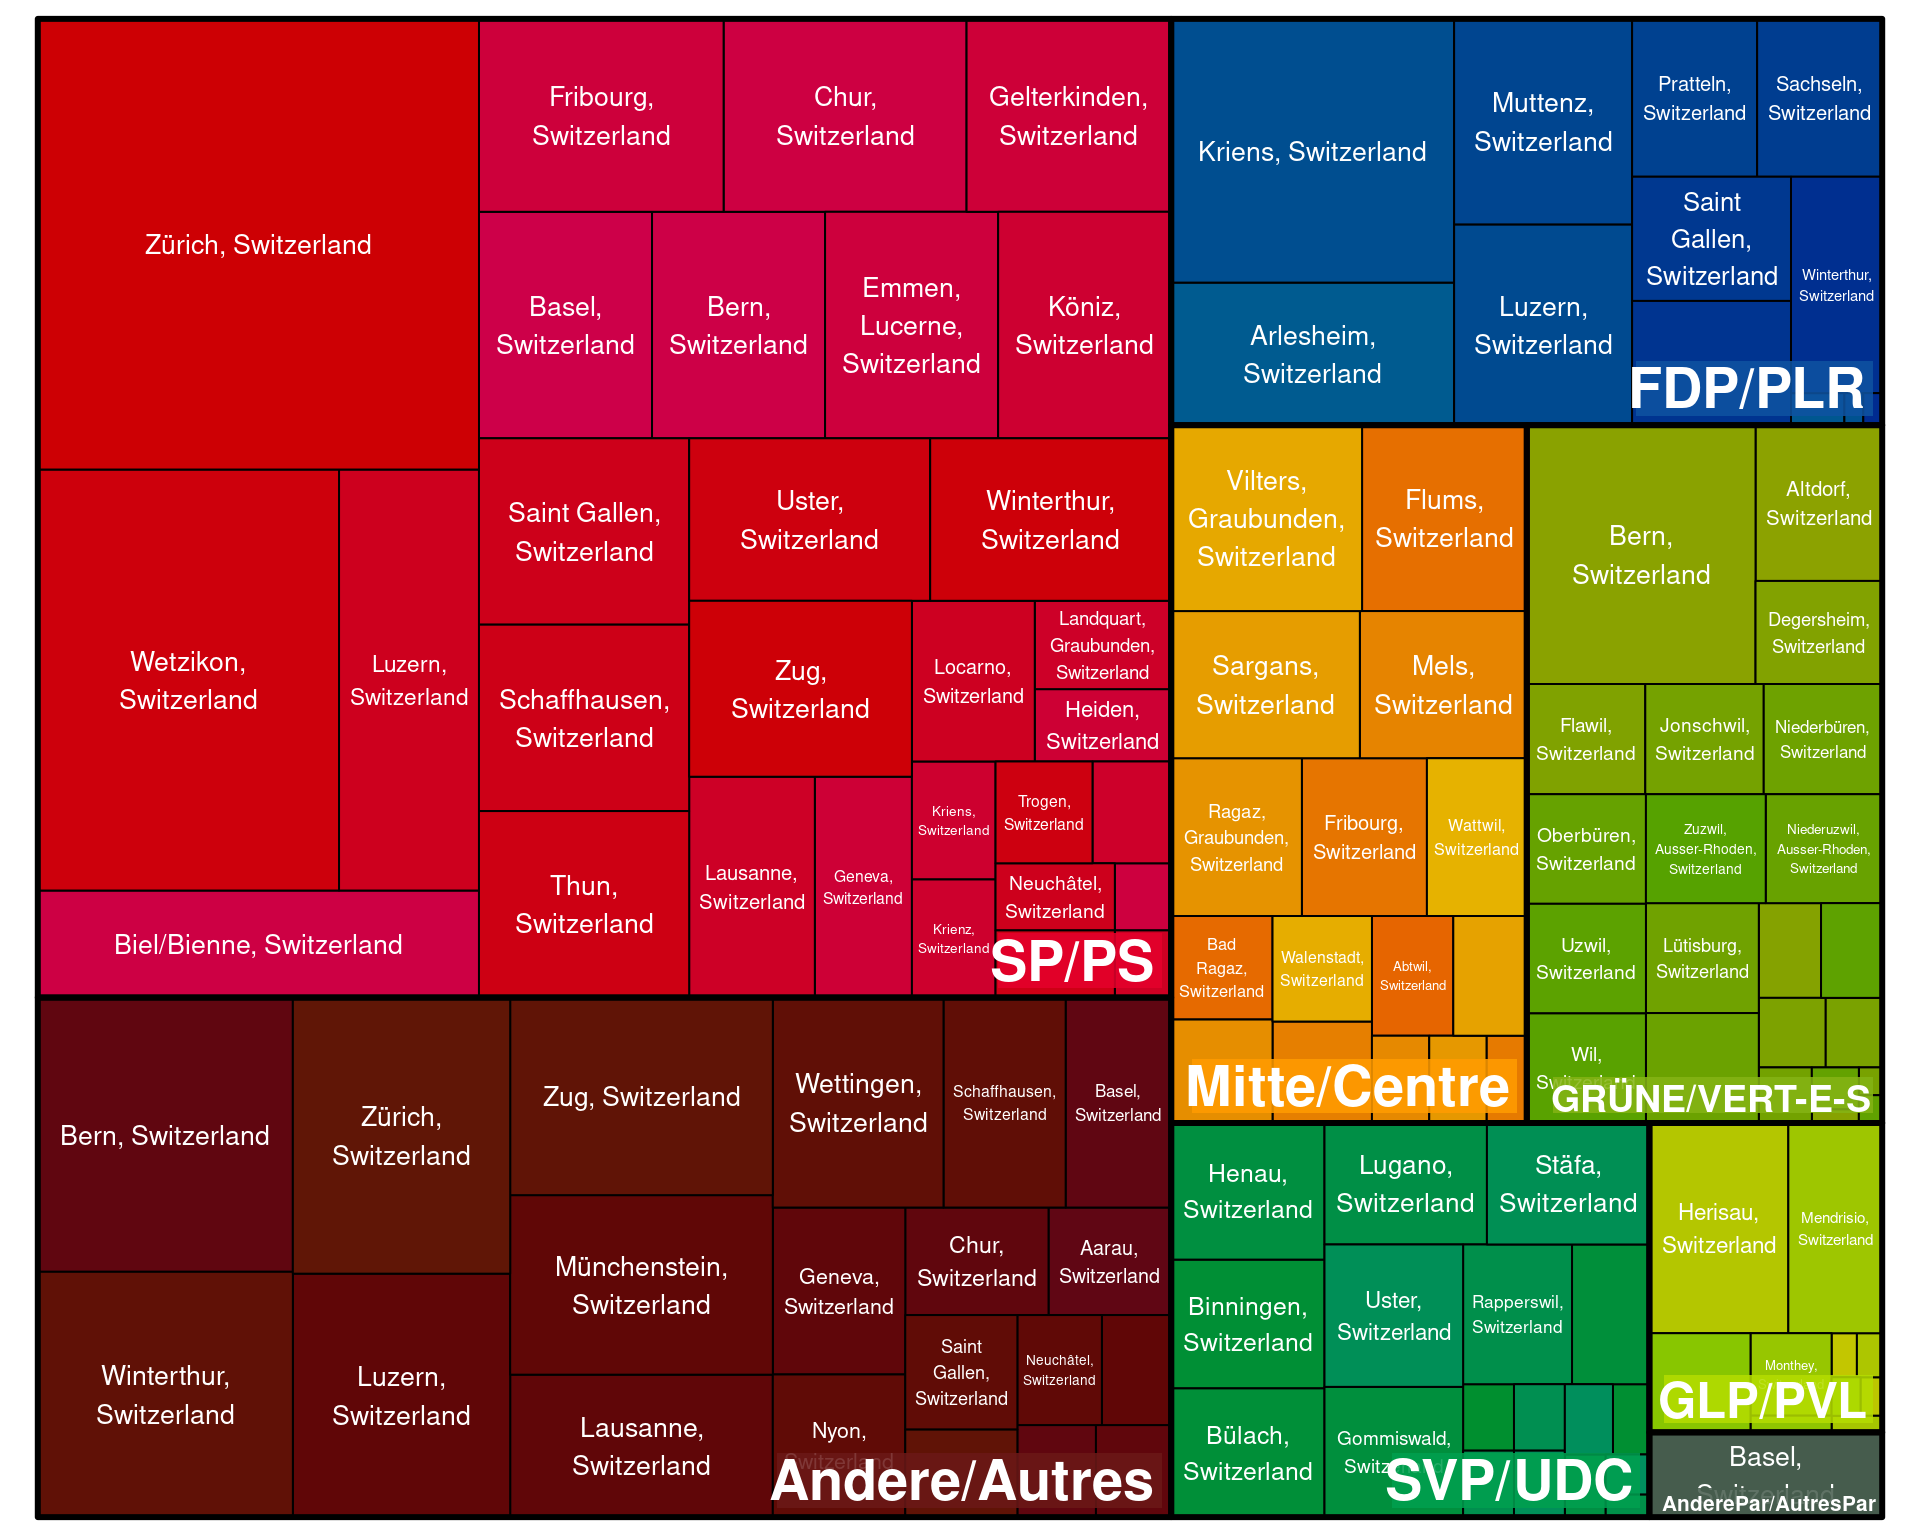 Zürich, Switzerland
Wetzikon,
Switzerland
Luzern,
Switzerland
Biel/Bienne, Switzerland
Fribourg,
Switzerland
Chur,
Switzerland
Gelterkinden,
Switzerland
Basel,
Switzerland
Bern,
Switzerland
Emmen,
Lucerne,
Switzerland
Köniz,
Switzerland
Saint Gallen,
Switzerland
Schaffhausen,
Switzerland
Thun,
Switzerland
Uster,
Switzerland
Winterthur,
Switzerland
Zug,
Switzerland
Lausanne,
Switzerland
Geneva,
Switzerland
Locarno,
Switzerland
Landquart,
Graubunden,
Switzerland
Heiden,
Switzerland
Kriens,
Switzerland
Krienz,
Switzerland
Trogen,
Switzerland
Neuchâtel,
Switzerland
SP/PS
Bern, Switzerland
Winterthur,
Switzerland
Zürich,
Switzerland
Luzern,
Switzerland
Zug, Switzerland
Münchenstein,
Switzerland
Lausanne,
Switzerland
Wettingen,
Switzerland
Schaffhausen,
Switzerland
Basel,
Switzerland
Geneva,
Switzerland
Nyon,
Switzerland
Chur,
Switzerland
Aarau,
Switzerland
Saint
Gallen,
Switzerland
Neuchâtel,
Switzerland
Andere/Autres
Kriens, Switzerland
Arlesheim,
Switzerland
Muttenz,
Switzerland
Luzern,
Switzerland
Pratteln,
Switzerland
Sachseln,
Switzerland
Saint
Gallen,
Switzerland
Winterthur,
Switzerland
FDP/PLR
Vilters,
Graubunden,
Switzerland
Flums,
Switzerland
Sargans,
Switzerland
Mels,
Switzerland
Ragaz,
Graubunden,
Switzerland
Fribourg,
Switzerland
Wattwil,
Switzerland
Bad
Ragaz,
Switzerland
Walenstadt,
Switzerland
Abtwil,
Switzerland
Mitte/Centre
Bern,
Switzerland
Altdorf,
Switzerland
Degersheim,
Switzerland
Flawil,
Switzerland
Jonschwil,
Switzerland
Niederbüren,
Switzerland
Oberbüren,
Switzerland
Zuzwil,
Ausser-Rhoden,
Switzerland
Niederuzwil,
Ausser-Rhoden,
Switzerland
Uzwil,
Switzerland
Lütisburg,
Switzerland
Wil,
Switzerland
GRÜNE/VERT-E-S
Henau,
Switzerland
Binningen,
Switzerland
Bülach,
Switzerland
Lugano,
Switzerland
Stäfa,
Switzerland
Uster,
Switzerland
Rapperswil,
Switzerland
Gommiswald,
Switzerland
SVP/UDC
Herisau,
Switzerland
Mendrisio,
Switzerland
Monthey,
GLP/PVL
Basel,
Switzerland
AnderePar/AutresPar